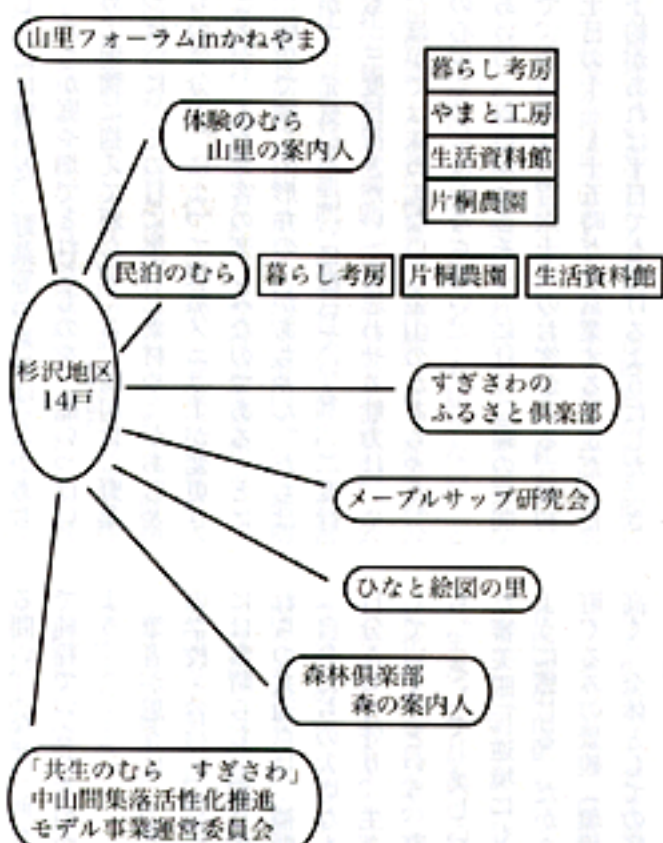 山里フォーラムinかねやま
体験のむら
山里の案内人
暮らし考房
やまと工房
生活資料館
片桐農園
民泊のむら
暮らし考房
片桐農園
生活資料館
杉沢地区
14戸
すぎさわの
ふるさと倶楽部
メープルサップ研究会
ひなと絵図の里
森林倶楽部
森の案内人
「共生のむら　すぎさわ」
中山間集落活性化推進
モデル事業運営委員会